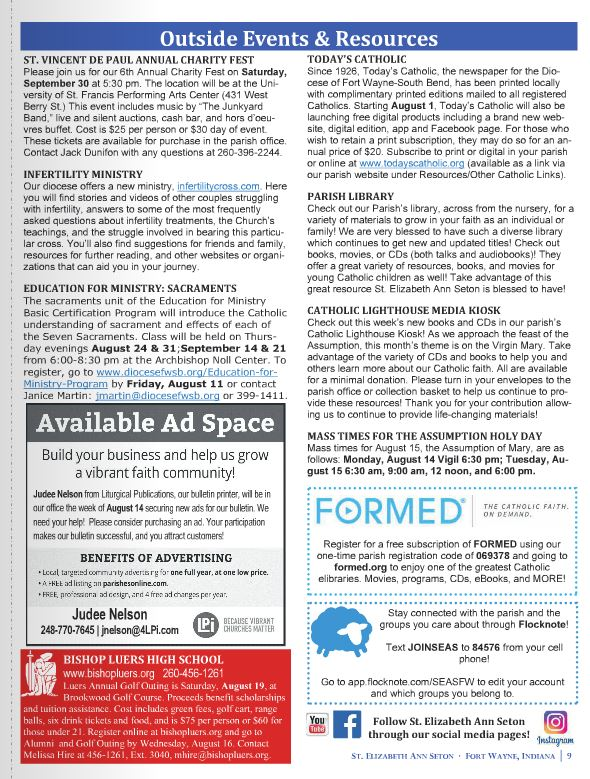 Outside Events & Resources
ST. VINCENT DE PAUL ANNUAL CHARITY FEST
Please join us for our 6th Annual Charity Fest on Saturday,
September 30 at 5:30 pm. The location will be at the Uni-
versity of St. Francis Performing Arts Center (431 West
Berry St.) This event includes music by "The Junkyard
Band," live and silent auctions, cash bar, and hors d'oeu-
vres buffet. Cost is $25 per person or $30 day of event.
These tickets are available for purchase in the parish office.
Contact Jack Dunifon with any questions at 260-396-2244.
INFERTILITY MINISTRY
Our diocese offers a new ministry, infertilitycross.com. Here
you will find stories and videos of other couples struggling
with infertility, answers to some of the most frequently
asked questions about infertility treatments, the Church's
teachings, and the struggle involved in bearing this particu-
lar cross. You'll also find suggestions for friends and family,
resources for further reading, and other websites or organi-
zations that can aid you in your journey.
EDUCATION FOR MINISTRY: SACRAMENTS
The sacraments unit of the Education for Ministry
Basic Certification Program will introduce the Catholic
understanding of sacrament and effects of each of
the Seven Sacraments. Class will be held on Thurs-
day evenings August 24 & 31;September 14 & 21
from 6:00-8:30 pm at the Archbishop Noll Center. To
register, go to www.diocesefwsb.org/Education-for-
Ministry-Program by Friday, August 11 or contact
Janice Martin: jmartin@diocesefwsb.org or 399-1411.
Available Ad Space
Build your business and help us grow
a vibrant faith community!
Judee Nelson from Liturgical Publications, our bulletin printer, will be in
our office the week of August 14 securing new ads for our bulletin. We
need your help! Please consider purchasing an ad. Your participation
makes our bulletin successful, and you attract customers!
BENEFITS OF ADVERTISING
• Local, targeted community advertising for one full year, at one low price.
• A FREE ad listing on parishesonline.com.
• FREE, professional ad design, and 4 free ad changes per year.
Judee Nelson
248-770-7645 | jnelson@4LPi.com
LPi
BECAUSE VIBRANT
CHURCHES MATTER
BISHOP LUERS HIGH SCHOOL
www.bishopluers.org 260-456-1261
Luers Annual Golf Outing is Saturday, August 19, at
Brookwood Golf Course. Proceeds benefit scholarships
and tuition assistance. Cost includes green fees, golf cart, range
balls, six drink tickets and food, and is $75 per person or $60 for
those under 21. Register online at bishopluers.org and go to
Alumni and Golf Outing by Wednesday, August 16. Contact
Melissa Hire at 456-1261, Ext. 3040, mhire@bishopluers.org.
TODAY'S CATHOLIC
Since 1926, Today's Catholic, the newspaper for the Dio-
cese of Fort Wayne-South Bend, has been printed locally
with complimentary printed editions mailed to all registered
Catholics. Starting August 1, Today's Catholic will also be
launching free digital products including a brand new web-
site, digital edition, app and Facebook page. For those who
wish to retain a print subscription, they may do so for an an-
nual price of $20. Subscribe to print or digital in your parish
or online at www.todayscatholic.org (available as a link via
our parish website under Resources/Other Catholic Links).
PARISH LIBRARY
Check out our Parish's library, across from the nursery, for a
variety of materials to grow in your faith as an individual or
family! We are very blessed to have such a diverse library
which continues to get new and updated titles! Check out
books, movies, or CDs (both talks and audiobooks)! They
offer a great variety of resources, books, and movies for
young Catholic children as well! Take advantage of this
great resource St. Elizabeth Ann Seton is blessed to have!
CATHOLIC LIGHTHOUSE MEDIA KIOSK
Check out this week's new books and CDs in our parish's
Catholic Lighthouse Kiosk! As we approach the feast of the
Assumption, this month's theme is on the Virgin Mary. Take
advantage of the variety of CDs and books to help you and
others learn more about our Catholic faith. All are available
for a minimal donation. Please turn in your envelopes to the
parish office or collection basket to help us continue to pro-
vide these resources! Thank you for your contribution allow-
ing us to continue to provide life-changing materials!
MASS TIMES FOR THE ASSUMPTION HOLY DAY
Mass times for August 15, the Assumption of Mary, are as
follows: Monday, August 14 Vigil 6:30 pm; Tuesday, Au-
gust 15 6:30 am, 9:00 am, 12 noon, and 6:00 pm.
FORMED®
THE CATHOLIC FAITH.
ON DEMAND.
Register for a free subscription of FORMED using our
one-time parish registration code of 069378 and going to
formed.org to enjoy one of the greatest Catholic
elibraries. Movies, programs, CDs, eBooks, and MORE!
Stay connected with the parish and the
groups you care about through Flocknote!
Text JOINSEAS to 84576 from your cell
phone!
Go to app.flocknote.com/SEASFW to edit your account
and which groups you belong to.
You Tube
f
Follow St. Elizabeth Ann Seton
through our social media pages!
Instagram
ST. ELIZABETH ANN SETON · FORT WAYNE, INDIANA | 9